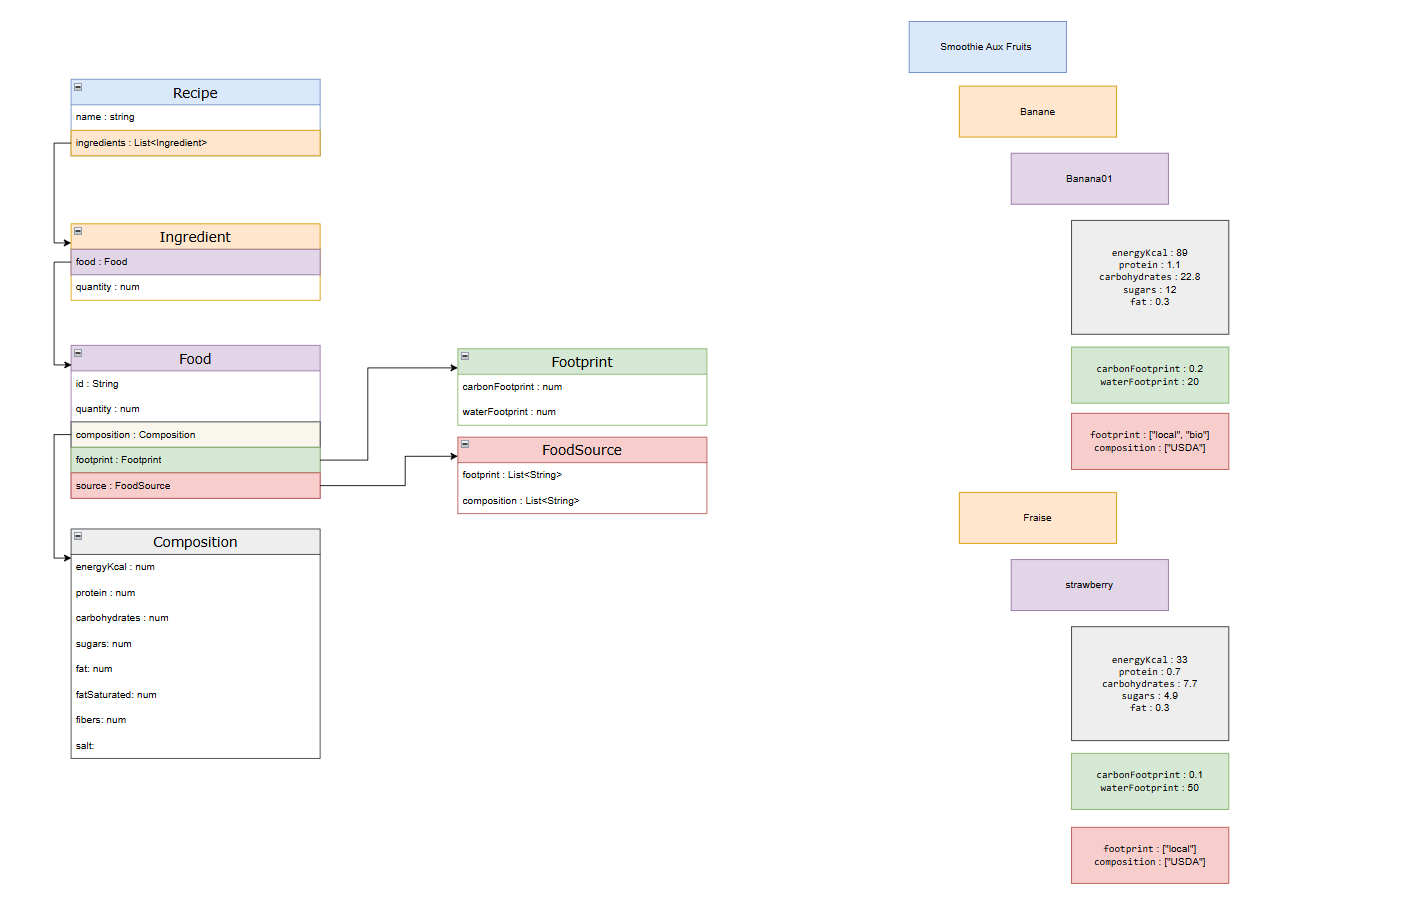 Recipe
name : string
ingredients : List<Ingredient>
Ingredient
food : Food
quantity : num
Food
id : String
quantity : num
composition : Composition
footprint : Footprint
source : FoodSource
Composition
energyKcal : num
protein : num
carbohydrates : num
sugars: num
fat: num
fatSaturated: num
fibers: num
salt:
Footprint
carbonFootprint : num
waterFootprint : num
FoodSource
footprint : List<String>
composition : List<String>
Smoothie Aux Fruits
Banane
Banana01
energyKcal : 89
protein : 1.1
carbohydrates : 22.8
sugars : 12
fat : 0.3
carbonFootprint : 0.2
waterFootprint : 20
footprint : ["local", "bio"]
composition : ["USDA"]
Fraise
strawberry
energyKcal : 33
protein : 0.7
carbohydrates : 7.7
sugars : 4.9
fat : 0.3
carbonFootprint : 0.1
waterFootprint : 50
footprint : ["local"]
composition : ["USDA"]